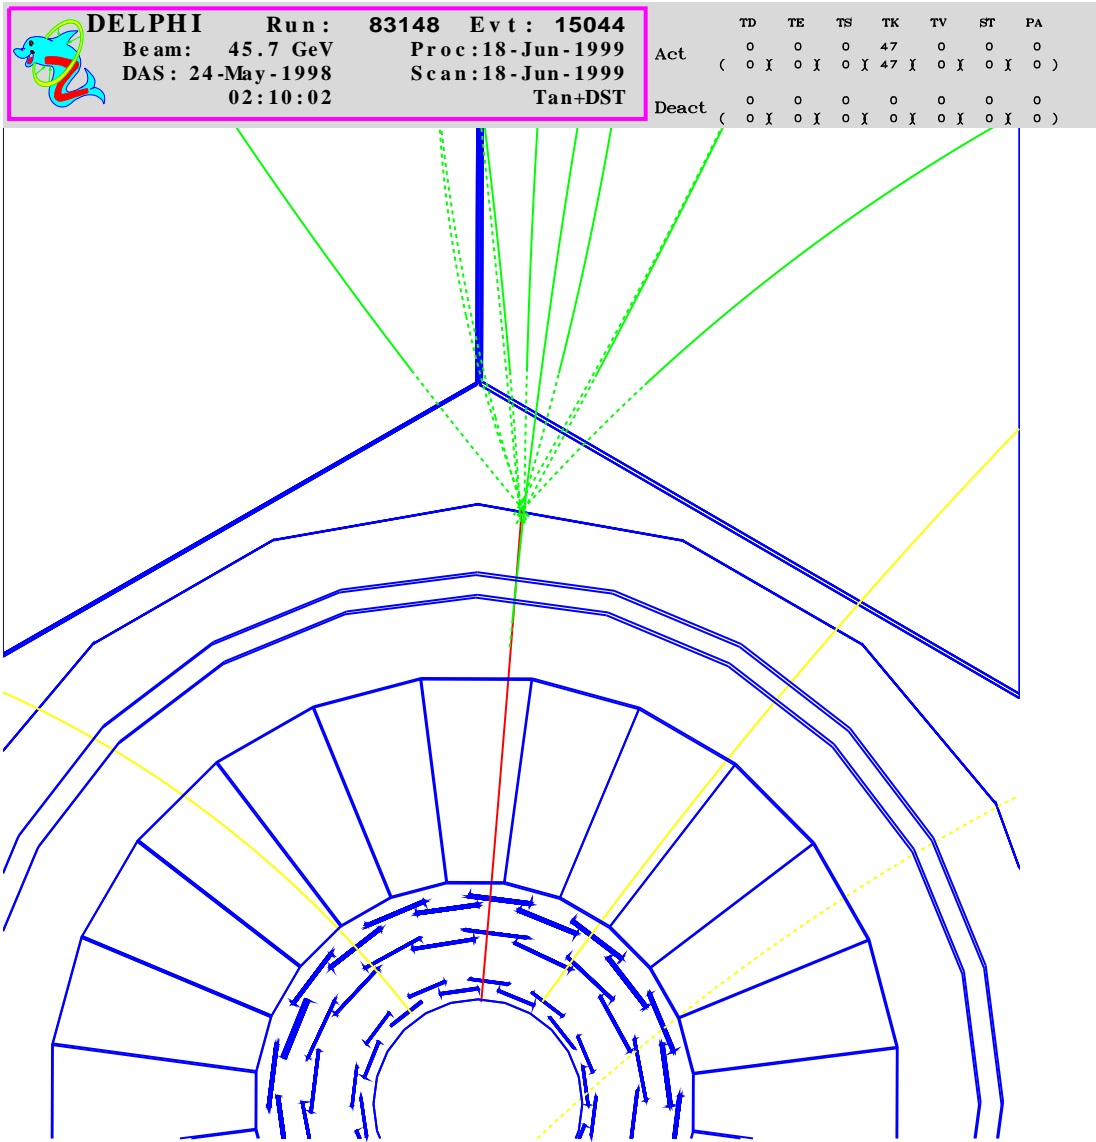 DELPHI Run: 83148 Evt: 15044
Beam: 45.7 GeV Proc:18-Jun-1999
DAS: 24-May-1998 Scan:18-Jun-1999
02:10:02 Tan+DST
TD TE TS TK TV ST PA
Act 0 0 0 47 0 0 0
( 0 )( 0 )( 0 )( 47 )( 0 )( 0 )( 0 )
Deact 0 0 0 0 0 0 0
( 0 )( 0 )( 0 )( 0 )( 0 )( 0 )( 0 )